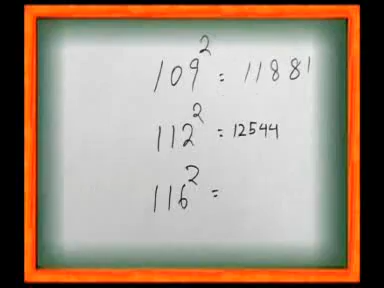 109² = 11881
112² = 12544
116² =